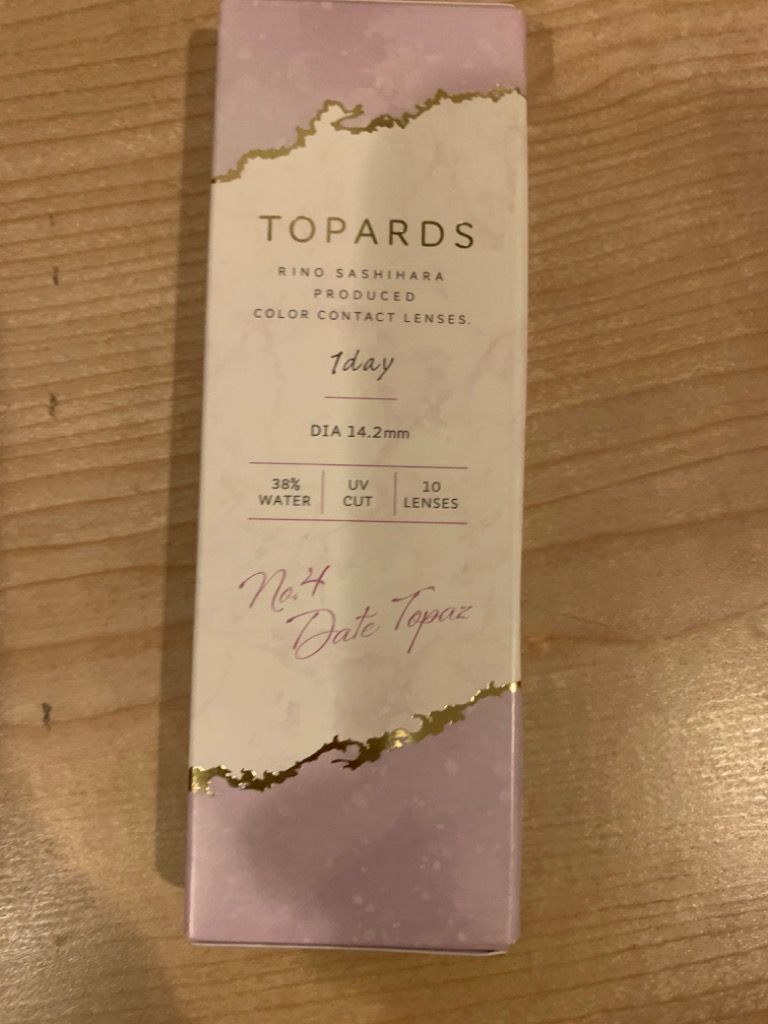 TOPARDS
RINO SASHIHARA
PRODUCED
COLOR CONTACT LENSES.
1day
DIA 14.2mm
38% WATER
UV CUT
10 LENSES
No.4
Date Topaz